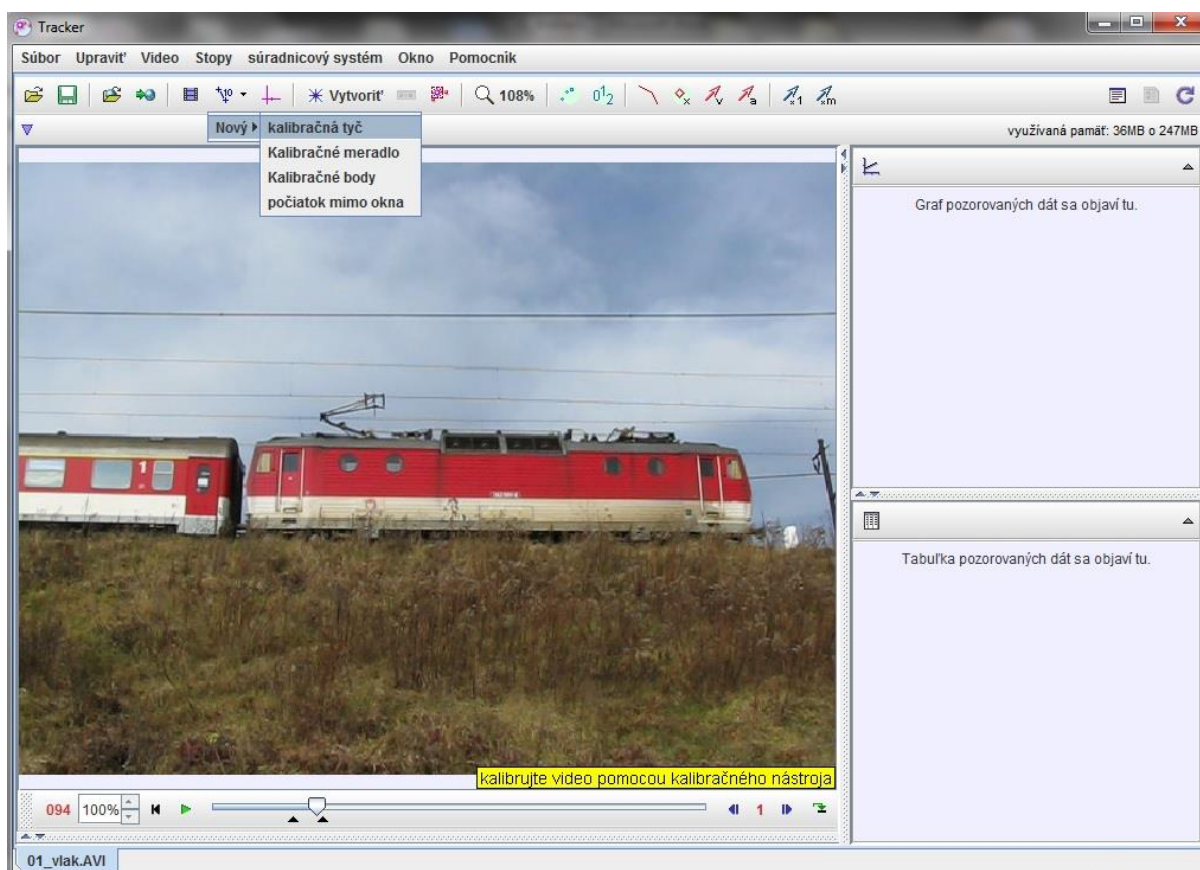 Tracker
Súbor Upraviť Video Stopy súradnicový systém Okno Pomocník
Vytvoriť 108%
Nový kalibračná tyč
využívaná pamäť: 36MB o 247MB
Kalibračné meradlo
Kalibračné body
počiatok mimo okna
Graf pozorovaných dát sa objaví tu.
1
Tabuľka pozorovaných dát sa objaví tu.
kalibrujte video pomocou kalibračného nástroja
094 100% 1
01_vlak.AVI